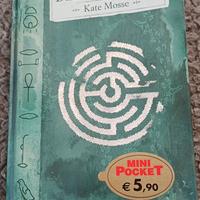 Kate Mosse
MINI
POCKET
€ 5,90